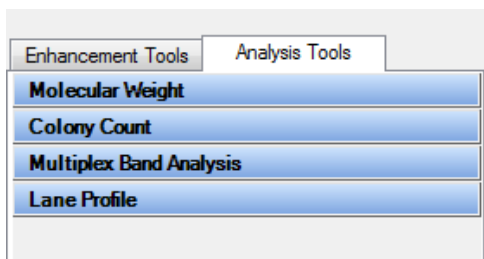 Enhancement Tools Analysis Tools
Molecular Weight
Colony Count
Multiplex Band Analysis
Lane Profile